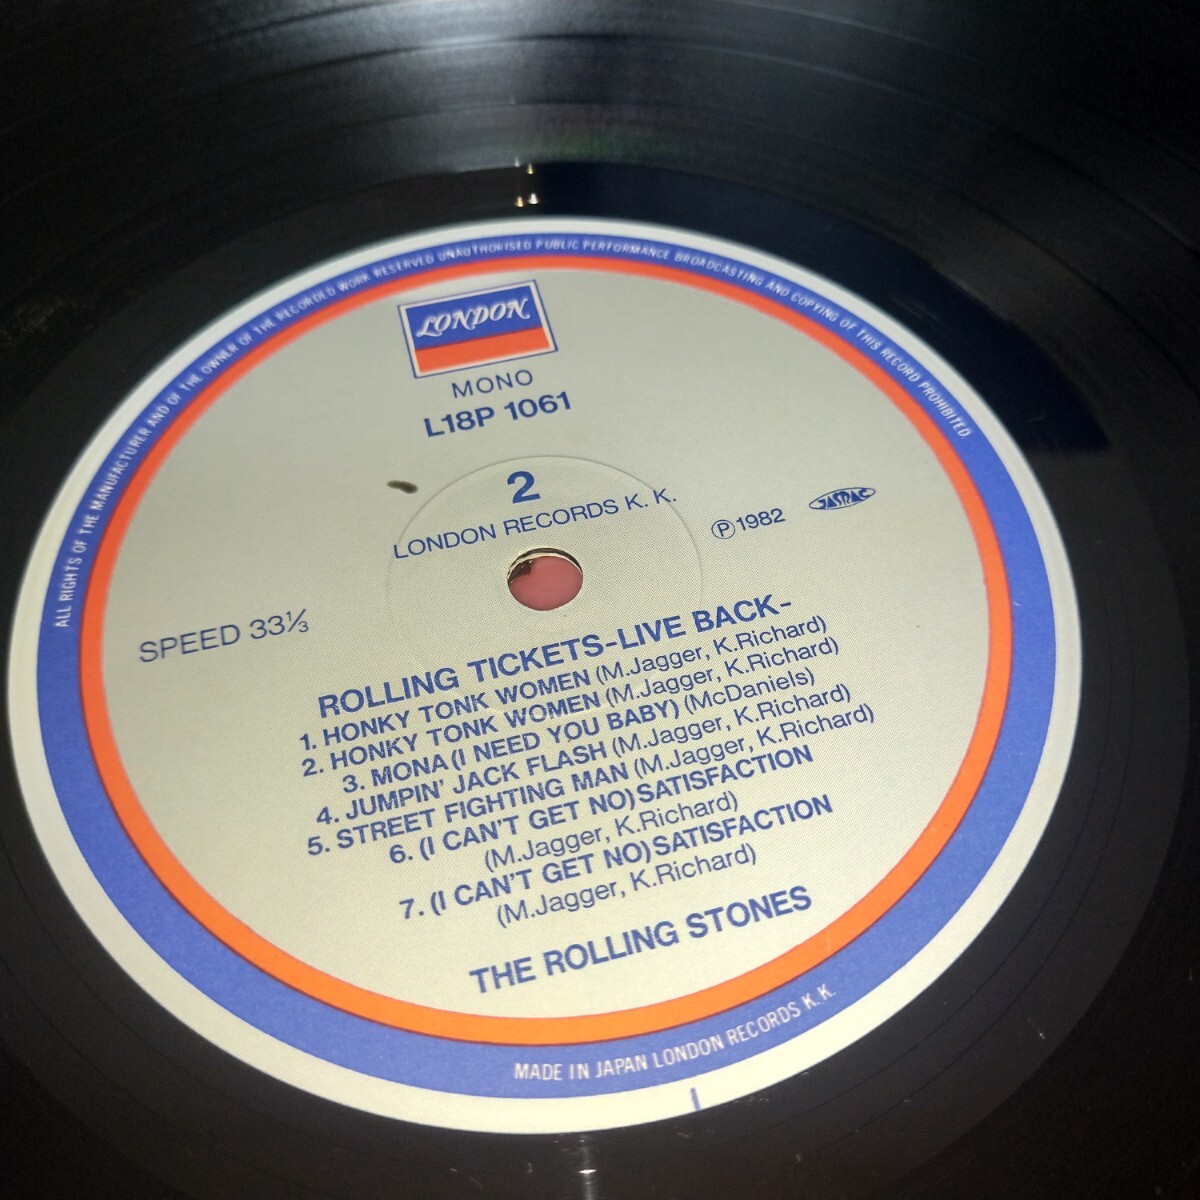 ALL RIGHTS OF THE MANUFACTURER AND OF THE OWNER OF THE RECORDED WORK RESERVED UNAUTHORISED PUBLIC PERFORMANCE BROADCASTING AND COPYING OF THIS RECORD PROHIBITED
LONDON
MONO
L18P 1061
2
LONDON RECORDS K. K.
Ⓟ1982
JASRAC
SPEED 33⅓
ROLLING TICKETS-LIVE BACK-
1. HONKY TONK WOMEN (M.Jagger, K.Richard)
2. HONKY TONK WOMEN (M.Jagger, K.Richard)
3. MONA (I NEED YOU BABY) (McDaniels)
4. JUMPIN' JACK FLASH (M.Jagger, K.Richard)
5. STREET FIGHTING MAN (M.Jagger, K.Richard)
6. (I CAN'T GET NO) SATISFACTION
(M.Jagger, K.Richard)
7. (I CAN'T GET NO) SATISFACTION
(M.Jagger, K.Richard)
THE ROLLING STONES
MADE IN JAPAN LONDON RECORDS K.K.